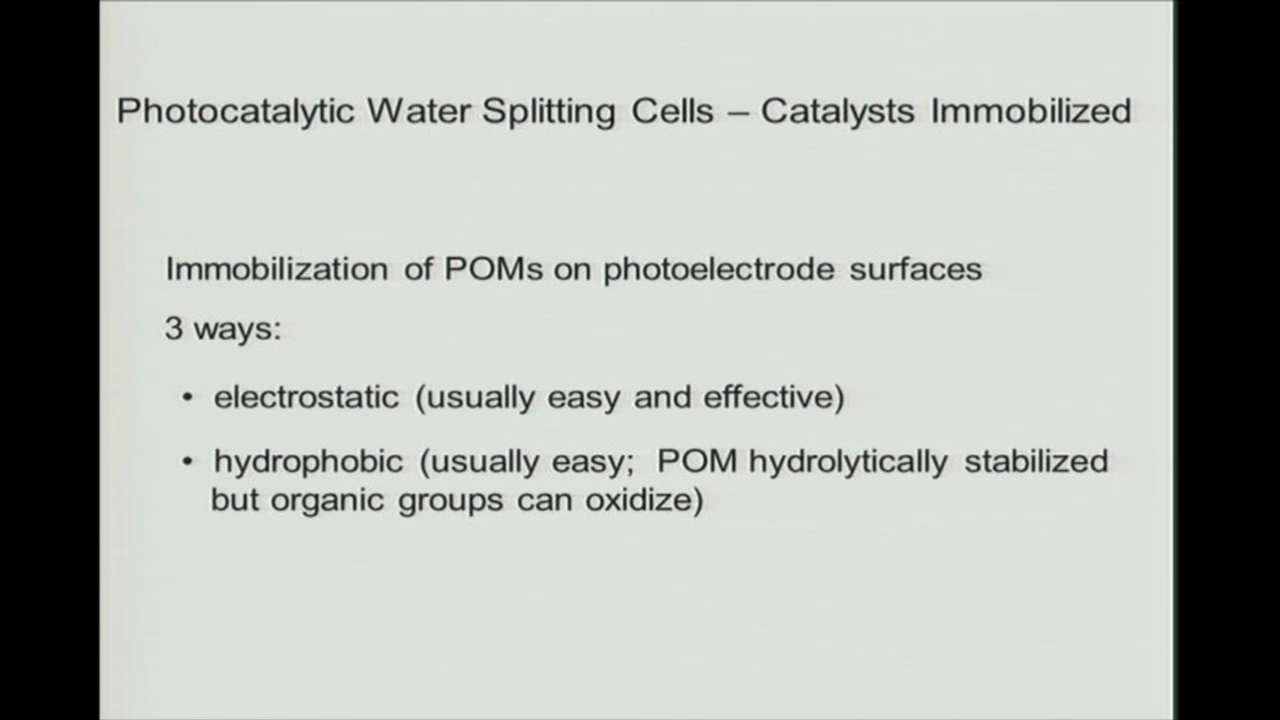 Photocatalytic Water Splitting Cells – Catalysts Immobilized
Immobilization of POMs on photoelectrode surfaces
3 ways:
• electrostatic (usually easy and effective)
• hydrophobic (usually easy; POM hydrolytically stabilized
but organic groups can oxidize)